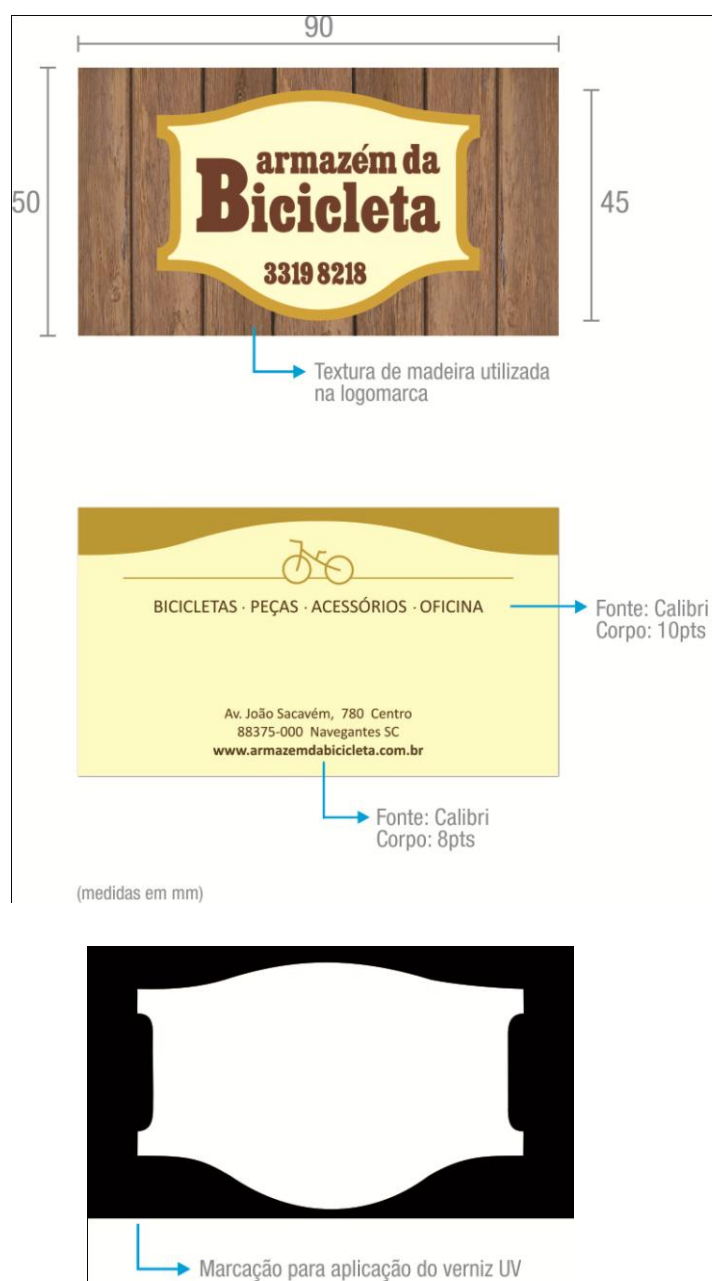 90
50
45
armazém da
Bicicleta
3319 8218
Textura de madeira utilizada
na logomarca
BICICLETAS · PEÇAS · ACESSÓRIOS · OFICINA
Fonte: Calibri
Corpo: 10pts
Av. João Sacavém, 780 Centro
88375-000 Navegantes SC
www.armazemdabicicleta.com.br
Fonte: Calibri
Corpo: 8pts
(medidas em mm)
Marcação para aplicação do verniz UV